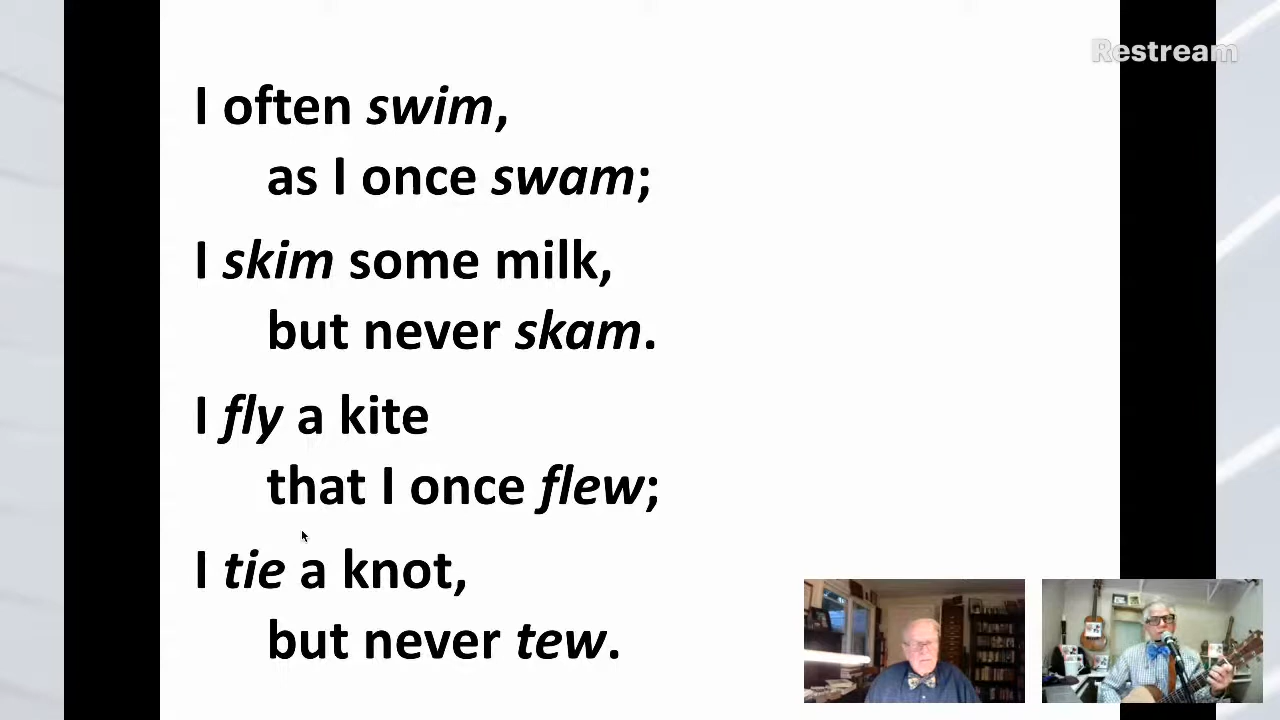 Restream
I often swim,
as I once swam;
I skim some milk,
but never skam.
I fly a kite
that I once flew;
I tie a knot,
but never tew.